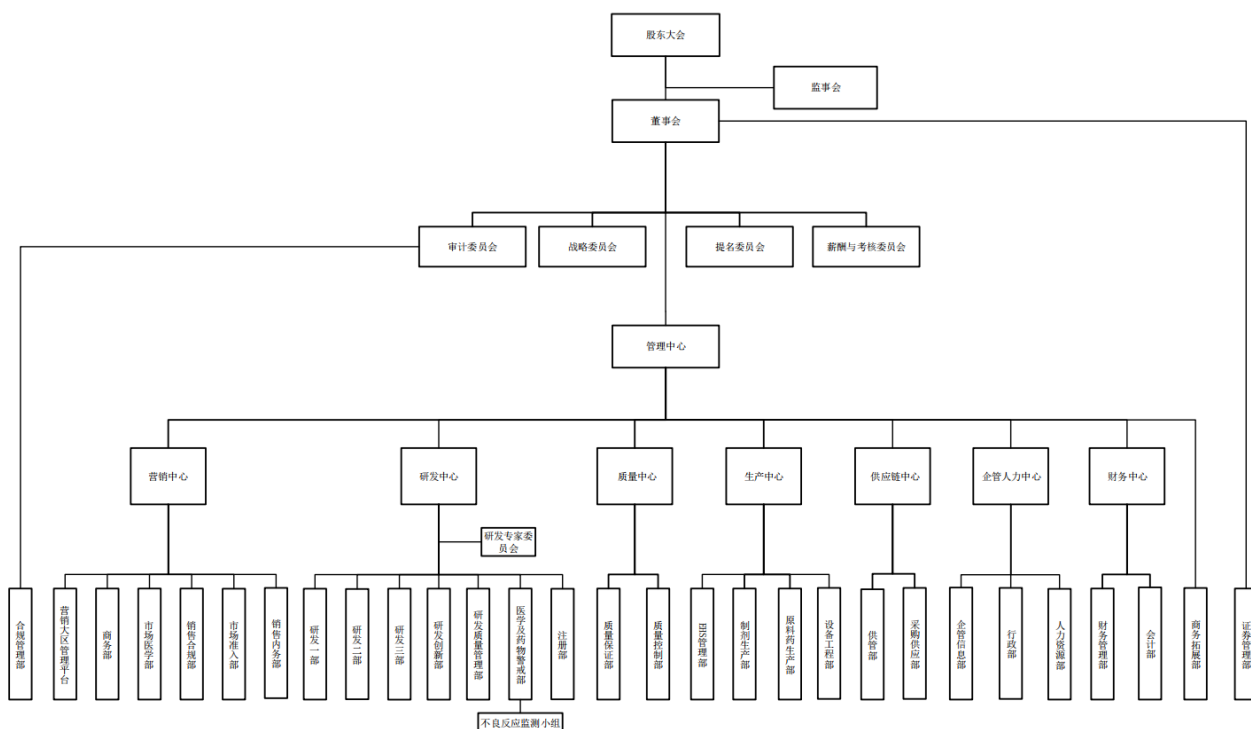 股东大会
监事会
董事会
审计委员会
战略委员会
提名委员会
薪酬与考核委员会
管理中心
营销中心
研发中心
质量中心
生产中心
供应链中心
企管人力中心
财务中心
研发专家委
员会
合规管理部
营销大区管理平台
商务部
市场医学部
销售合规部
市场准入部
销售内务部
研发一部
研发二部
研发三部
研发创新部
研发质量管理部
医学及药物警戒部
注册部
质量保证部
质量控制部
EHS管理部
制剂生产部
原料药生产部
设备工程部
供管部
采购供应部
企管信息部
行政部
人力资源部
财务管理部
会计部
商务拓展部
证券管理部
不良反应监测小组